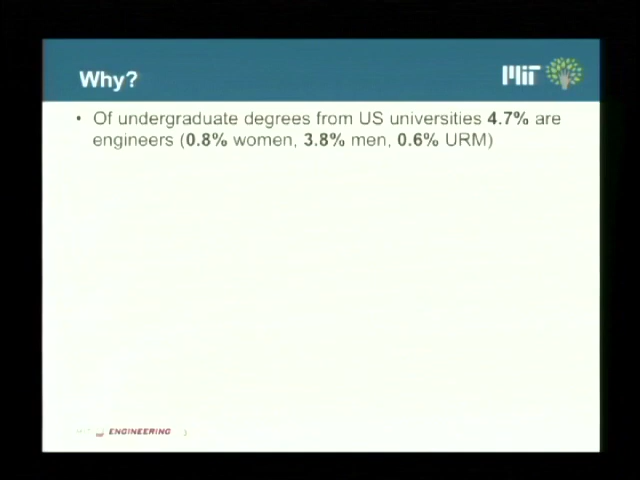 Why?
MiT
• Of undergraduate degrees from US universities 4.7% are
engineers (0.8% women, 3.8% men, 0.6% URM)
ENGINEERING